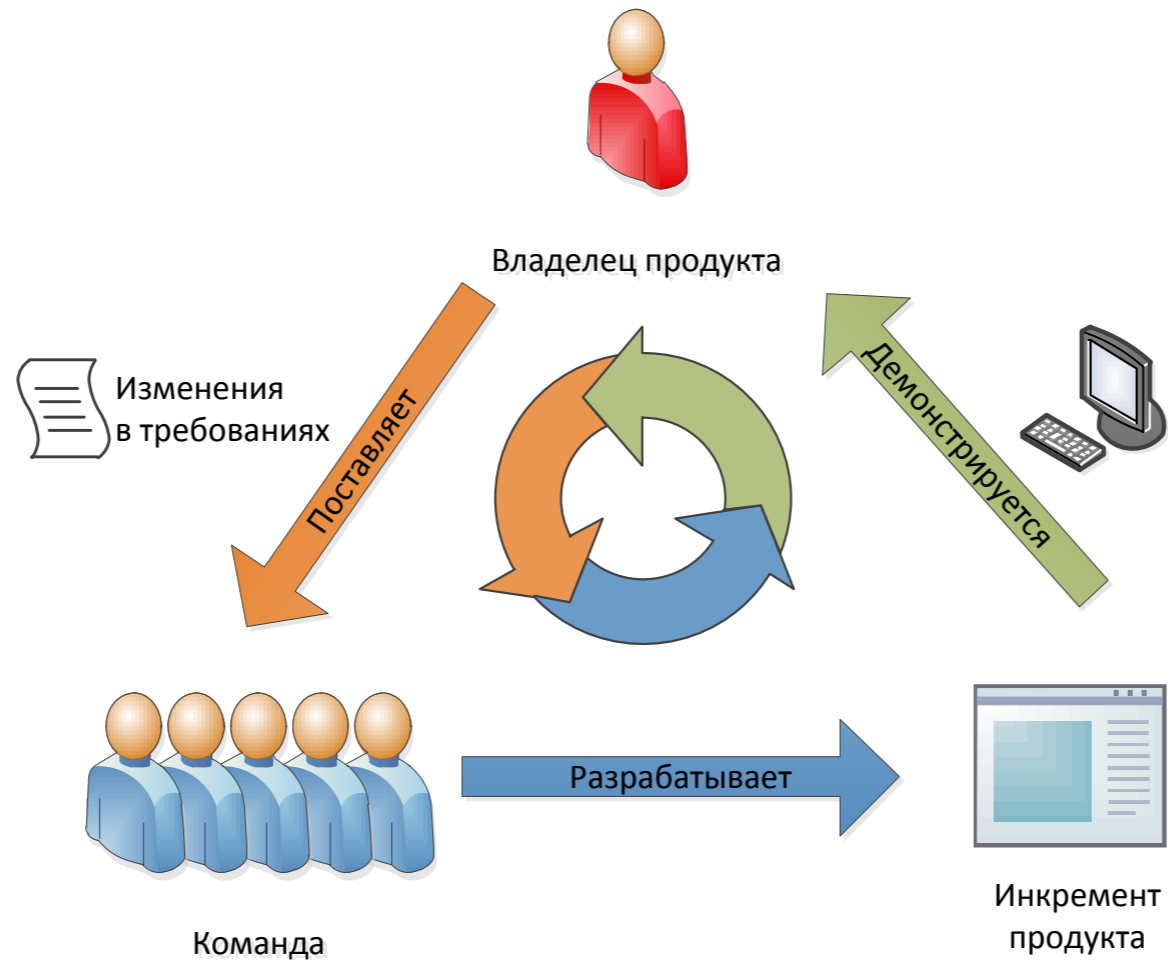 Владелец продукта
Изменения
в требованиях
Поставляет
Демонстрируется
Разрабатывает
Команда
Инкремент
продукта